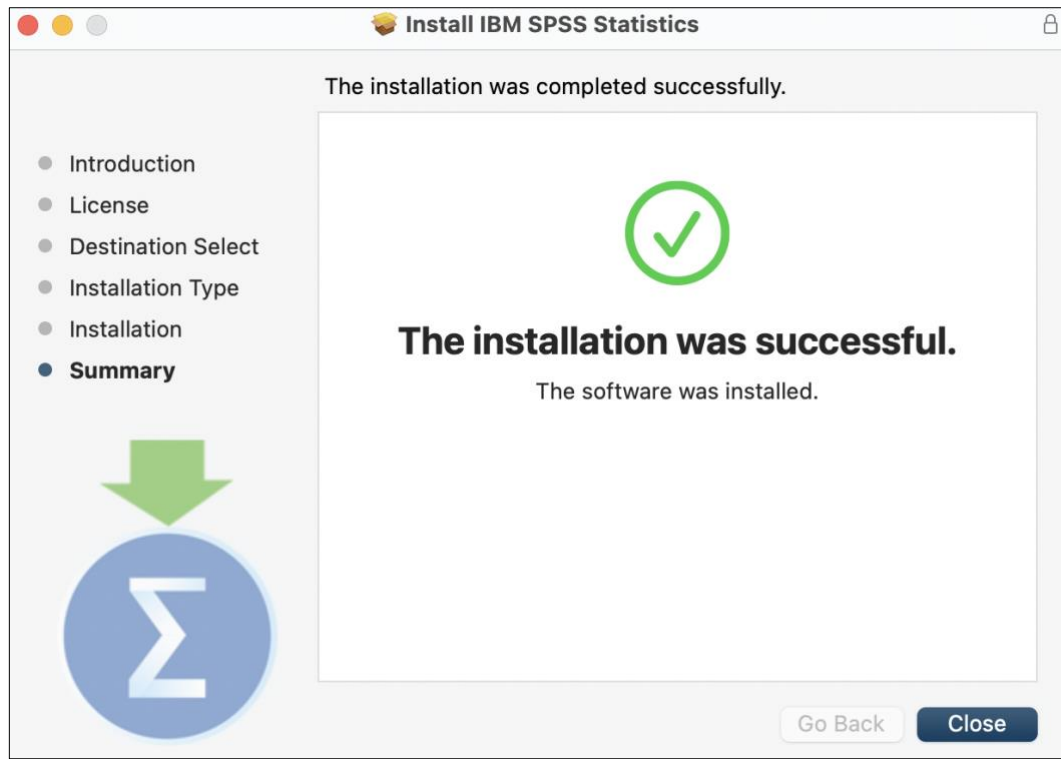 Install IBM SPSS Statistics
The installation was completed successfully.
Introduction
License
Destination Select
Installation Type
Installation
Summary
The installation was successful.
The software was installed.
Σ
Go Back
Close